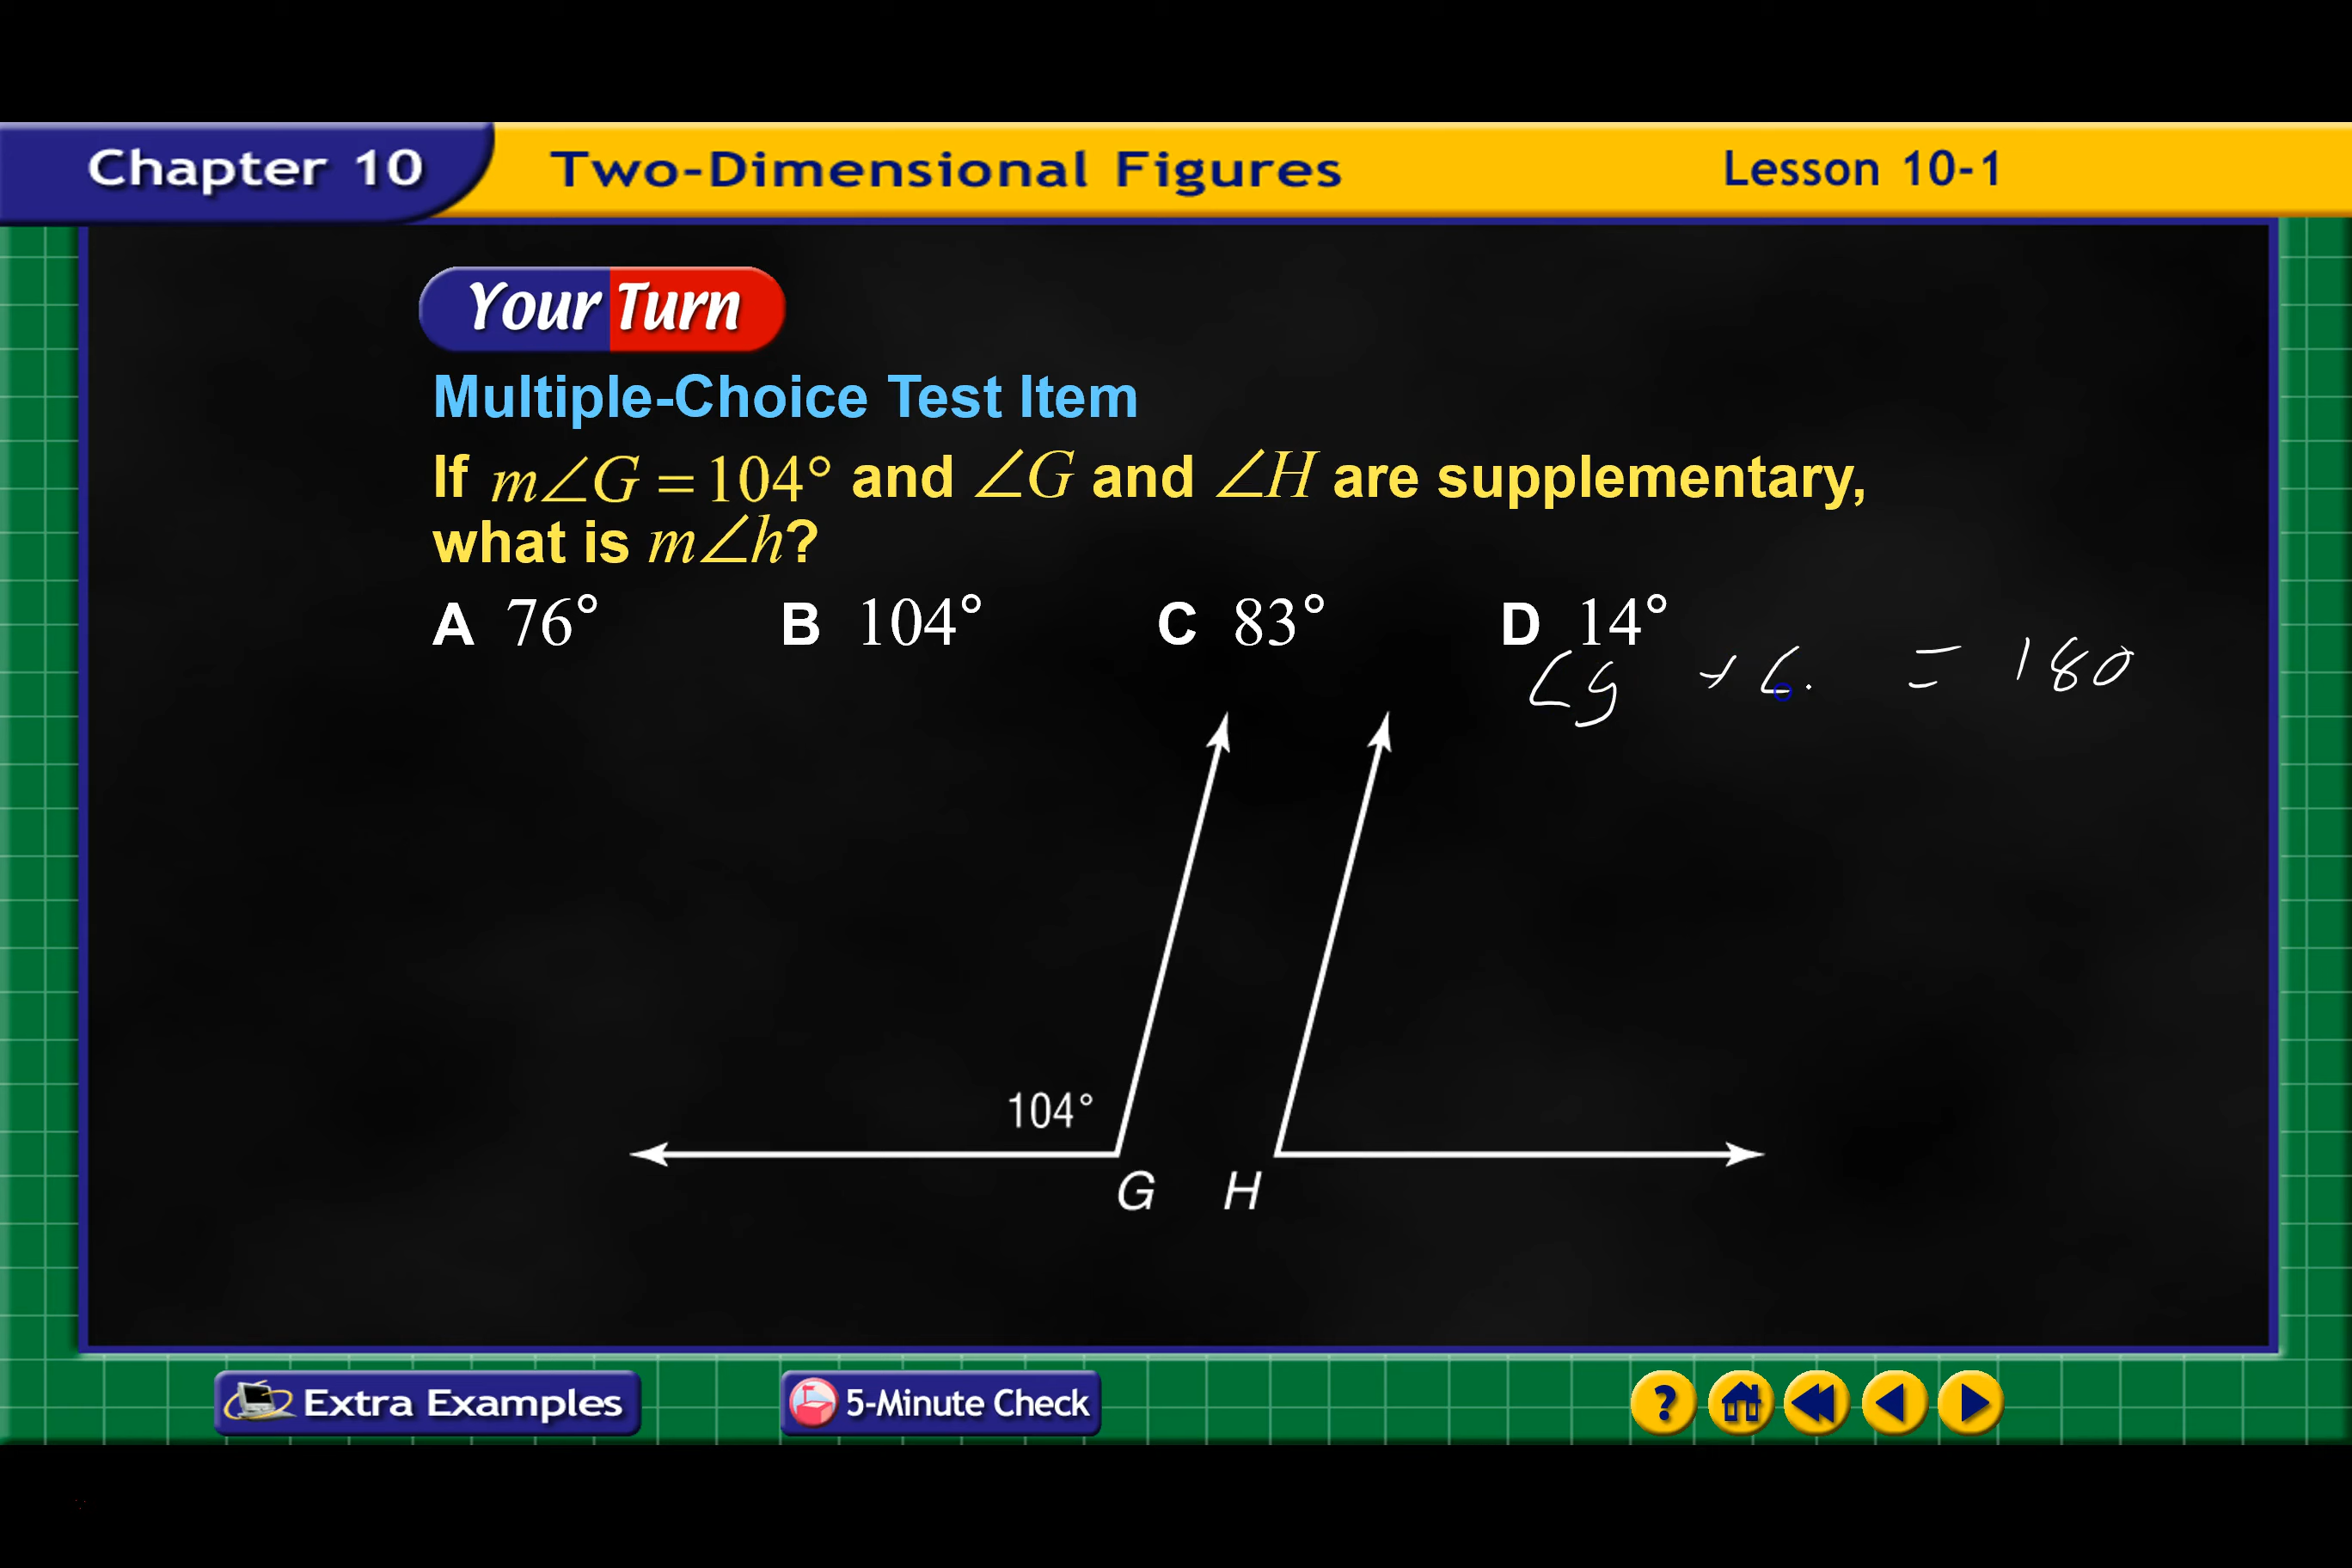 Chapter 10 Two-Dimensional Figures Lesson 10-1
Your Turn
Multiple-Choice Test Item
If m∠G = 104° and ∠G and ∠H are supplementary,
what is m∠h?
A 76° B 104° C 83° D 14°
∠g + ∠ = 180
104°
G H
Extra Examples 5-Minute Check ?